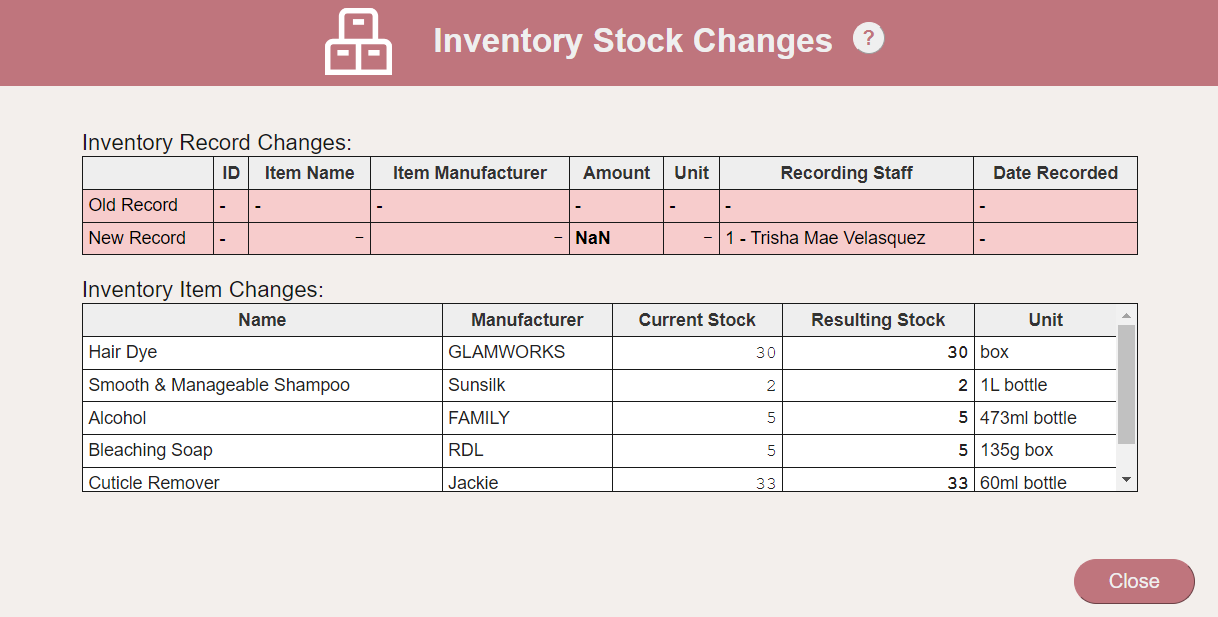 Inventory Stock Changes ?
Inventory Record Changes:
ID Item Name Item Manufacturer Amount Unit Recording Staff Date Recorded
Old Record - - - - - - -
New Record - – – NaN – 1 - Trisha Mae Velasquez -
Inventory Item Changes:
Name Manufacturer Current Stock Resulting Stock Unit
Hair Dye GLAMWORKS 30 30 box
Smooth & Manageable Shampoo Sunsilk 2 2 1L bottle
Alcohol FAMILY 5 5 473ml bottle
Bleaching Soap RDL 5 5 135g box
Cuticle Remover Jackie 33 33 60ml bottle
Close